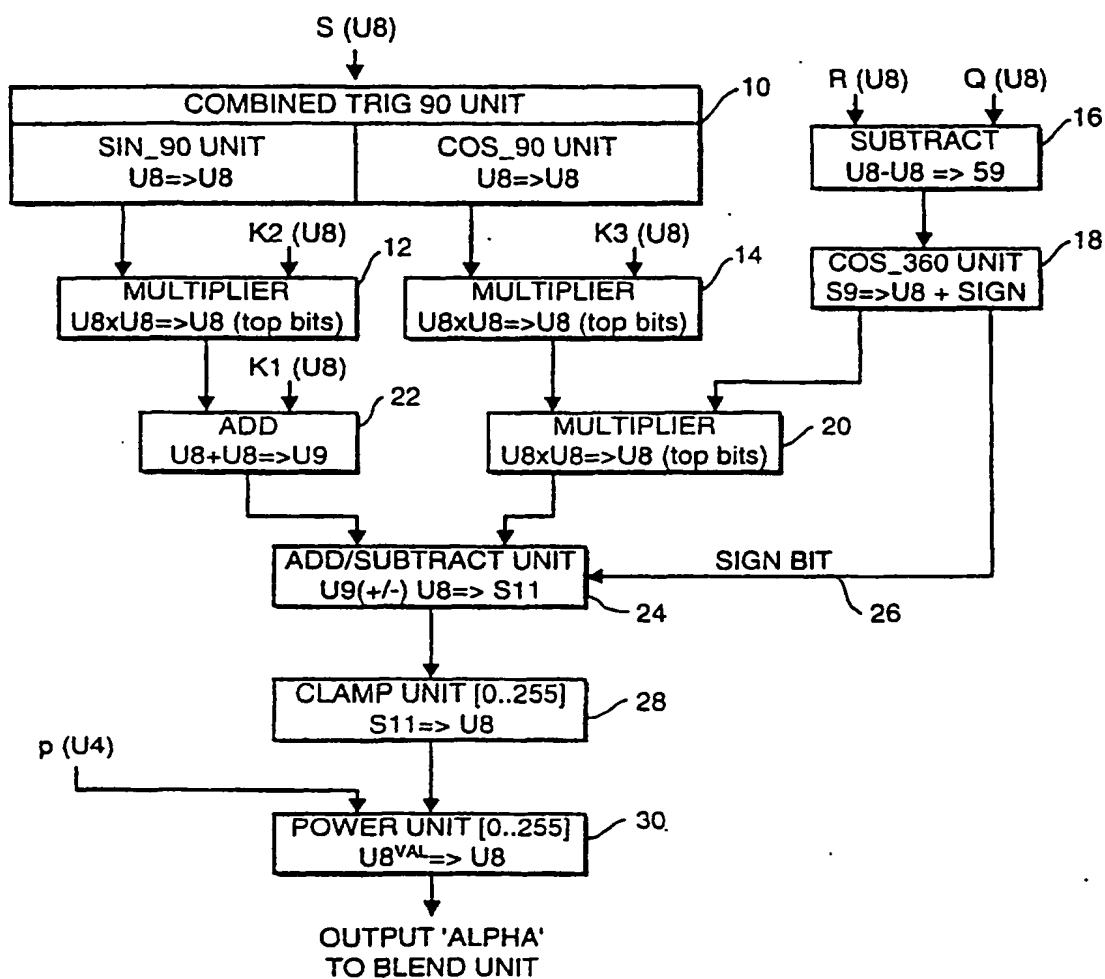 S (U8)
COMBINED TRIG 90 UNIT
10
SIN_90 UNIT
U8=>U8
COS_90 UNIT
U8=>U8
R (U8)
Q (U8)
16
SUBTRACT
U8-U8 => 59
K2 (U8)
12
MULTIPLIER
U8xU8=>U8 (top bits)
K3 (U8)
14
MULTIPLIER
U8xU8=>U8 (top bits)
18
COS_360 UNIT
S9=>U8 + SIGN
K1 (U8)
22
ADD
U8+U8=>U9
MULTIPLIER
20
U8xU8=>U8 (top bits)
ADD/SUBTRACT UNIT
U9(+/-) U8=> S11
24
SIGN BIT
26
CLAMP UNIT [0..255]
S11=> U8
28
p (U4)
POWER UNIT [0..255]
U8^VAL=> U8
30
OUTPUT 'ALPHA'
TO BLEND UNIT